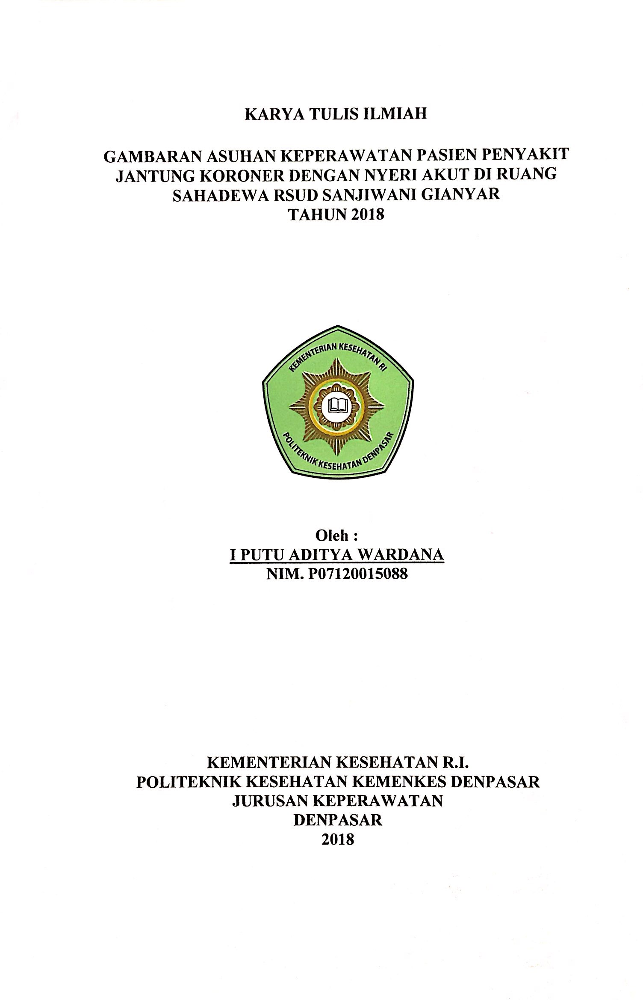 KARYA TULIS ILMIAH
GAMBARAN ASUHAN KEPERAWATAN PASIEN PENYAKIT
JANTUNG KORONER DENGAN NYERI AKUT DI RUANG
SAHADEWA RSUD SANJIWANI GIANYAR
TAHUN 2018
KEMENTERIAN KESEHATAN RI
POLITEKNIK KESEHATAN DENPASAR
Oleh :
I PUTU ADITYA WARDANA
NIM. P07120015088
KEMENTERIAN KESEHATAN R.I.
POLITEKNIK KESEHATAN KEMENKES DENPASAR
JURUSAN KEPERAWATAN
DENPASAR
2018